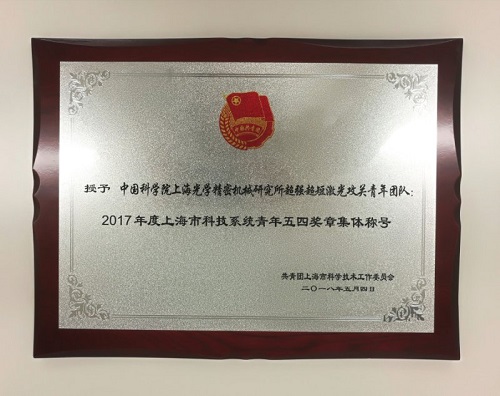 授予 中国科学院上海光学精密机械研究所超强超短激光攻关青年团队：
2017年度上海市科技系统青年五四奖章集体称号
共青团上海市科学技术工作委员会
二〇一八年五月四日